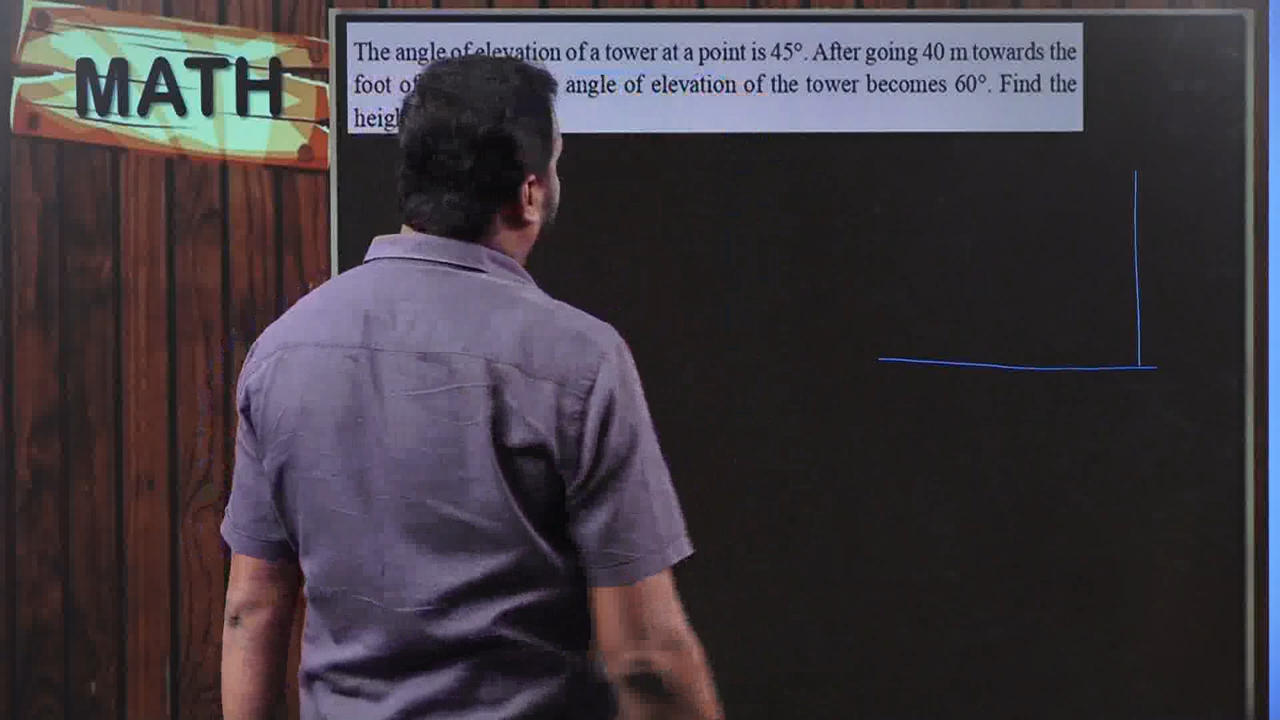 MATH
The angle of elevation of a tower at a point is 45°. After going 40 m towards the
foot of angle of elevation of the tower becomes 60°. Find the